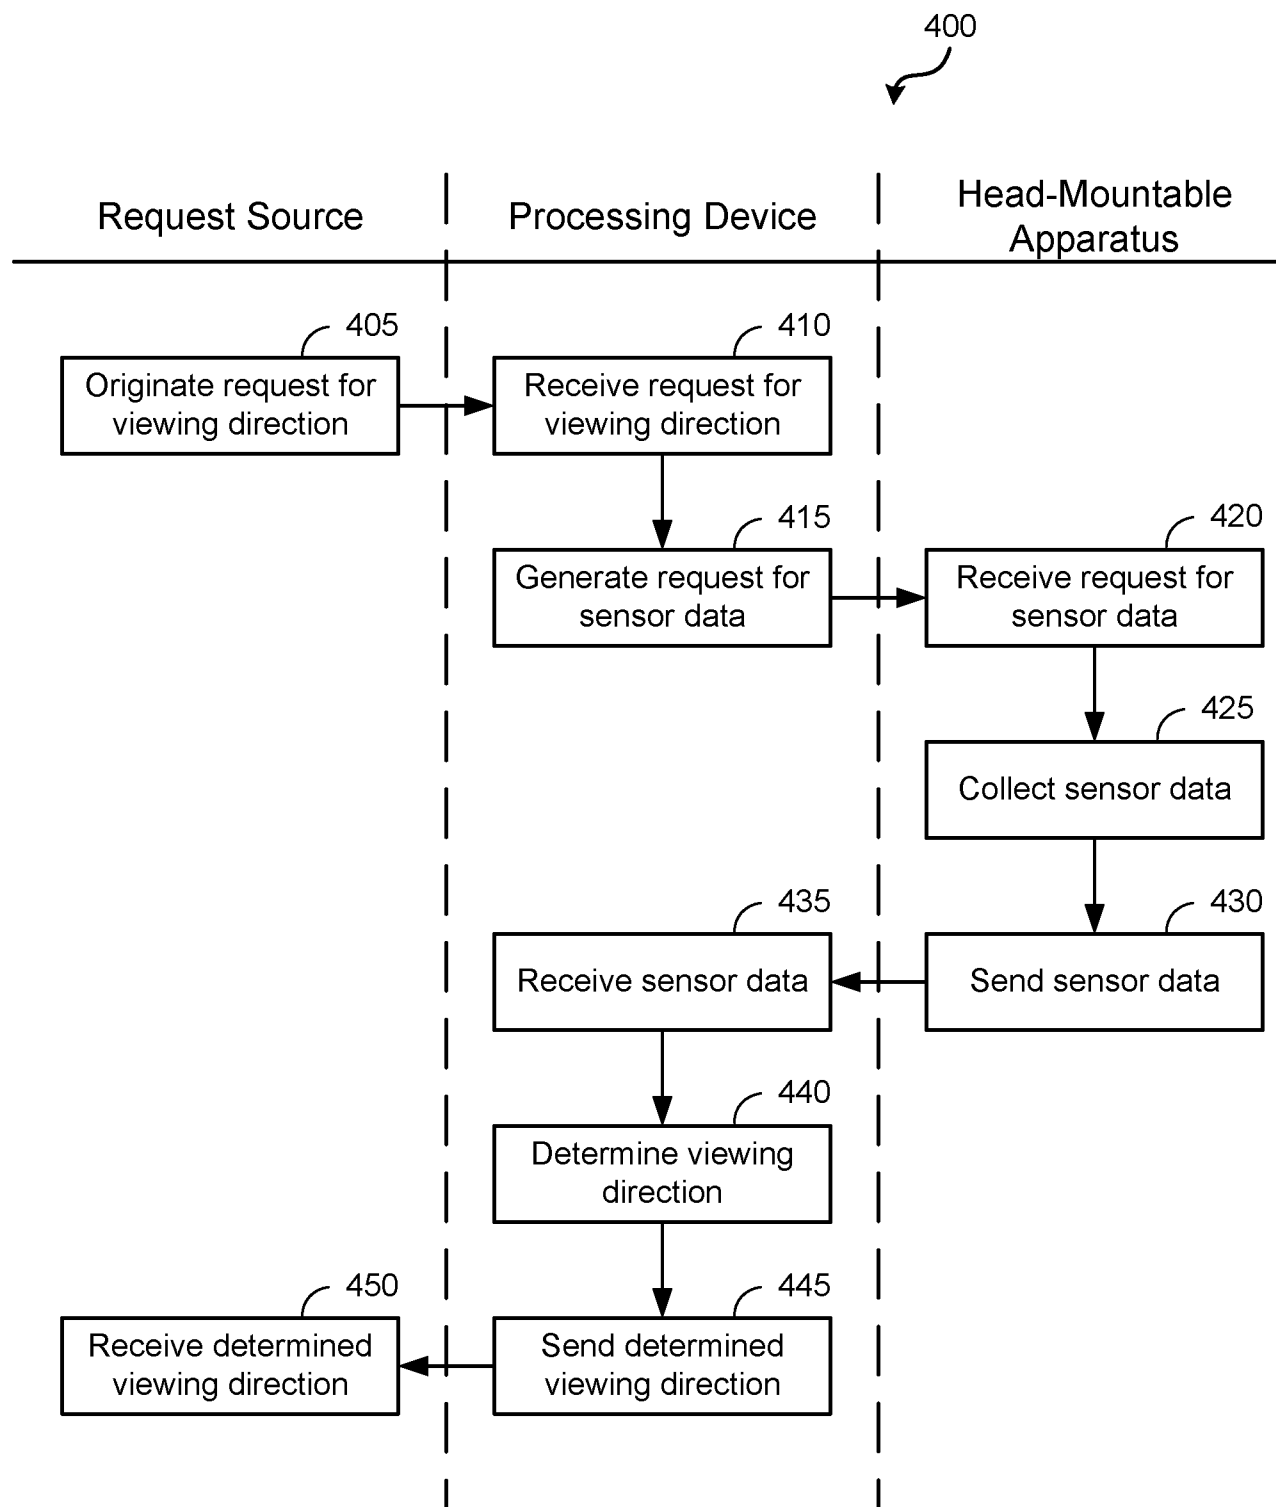 400
Request Source
Processing Device
Head-Mountable
Apparatus
405
Originate request for
viewing direction
410
Receive request for
viewing direction
415
Generate request for
sensor data
420
Receive request for
sensor data
425
Collect sensor data
430
Send sensor data
435
Receive sensor data
440
Determine viewing
direction
445
Send determined
viewing direction
450
Receive determined
viewing direction